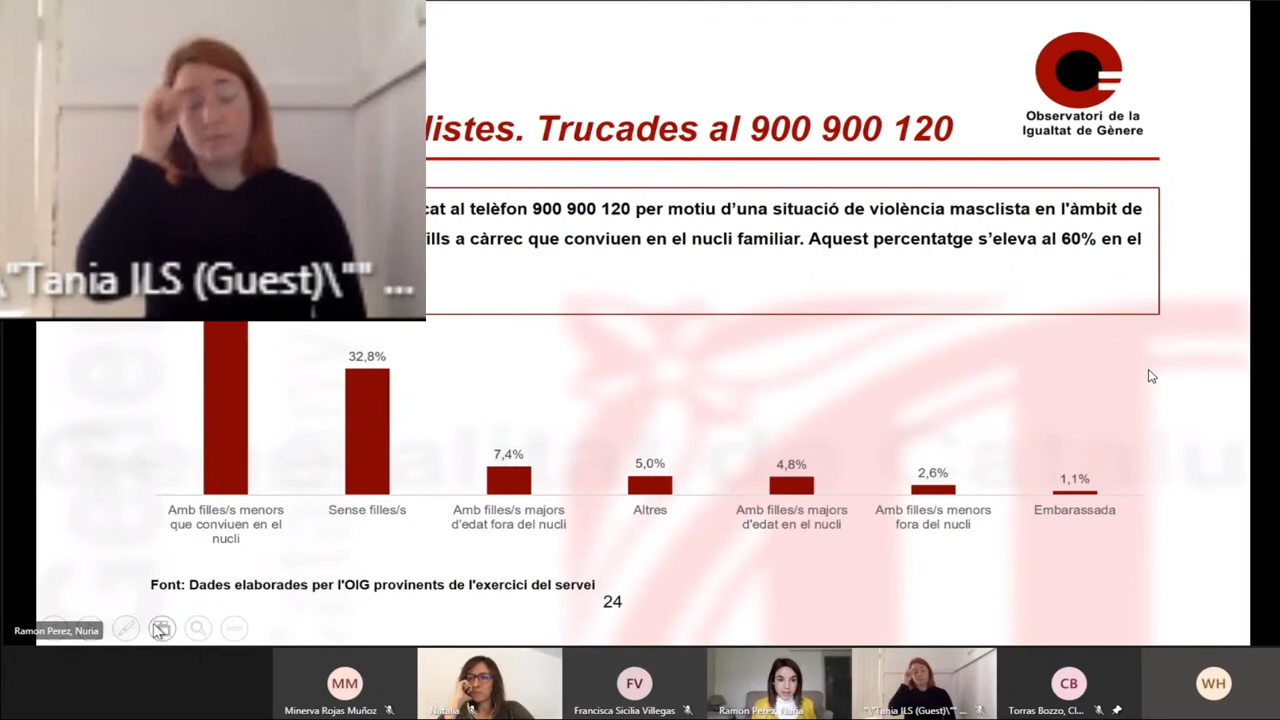 \"Tania ILS (Guest)\"" ...
Observatori de la
Igualtat de Gènere
listes. Trucades al 900 900 120
cat al telèfon 900 900 120 per motiu d'una situació de violència masclista en l'àmbit de
ills a càrrec que conviuen en el nucli familiar. Aquest percentatge s'eleva al 60% en el
32,8%
7,4%
5,0%
4,8%
2,6%
1,1%
Amb filles/s menors
que conviuen en el
nucli
Sense filles/s
Amb filles/s majors
d'edat fora del nucli
Altres
Amb filles/s majors
d'edat en el nucli
Amb filles/s menors
fora del nucli
Embarassada
Font: Dades elaborades per l'OIG provinents de l'exercici del servei
24
Ramon Perez, Nuria
MM
Minerva Rojas Muñoz
Natalia
FV
Francisca Sicilia Villegas
Ramon Perez, Nuria
\"Tania ILS (Guest)\"" ...
CB
Torras Bozzo, Cl...
WH